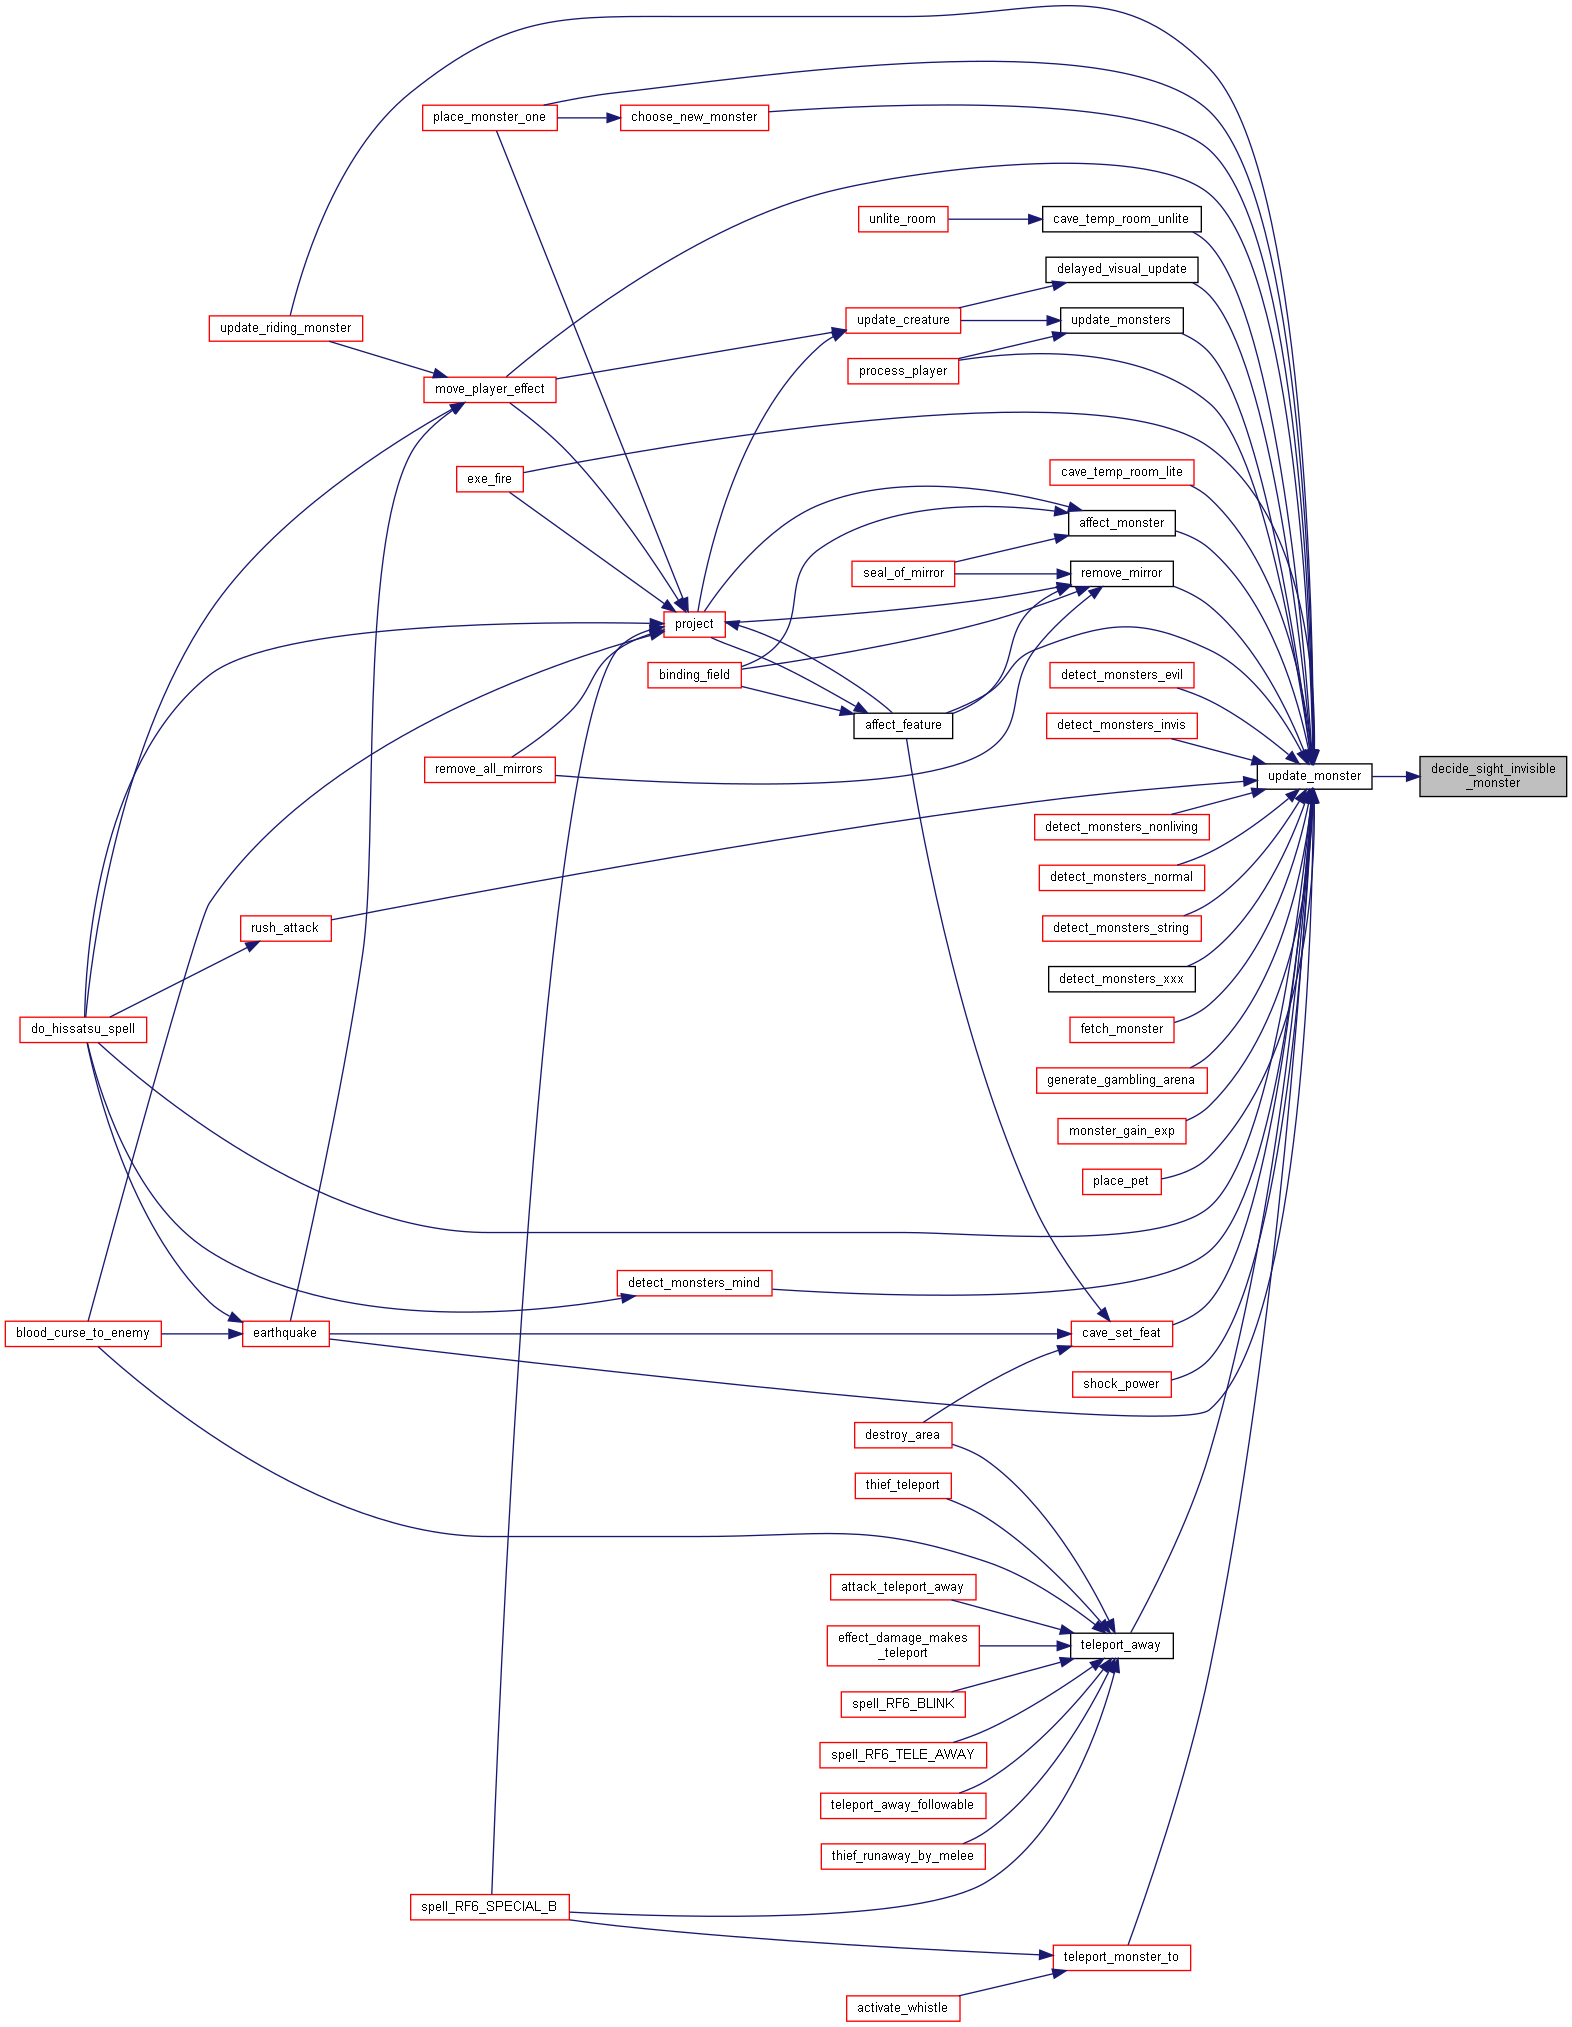 place_monster_one
choose_new_monster
unlite_room
cave_temp_room_unlite
delayed_visual_update
update_riding_monster
update_creature
update_monsters
process_player
move_player_effect
exe_fire
cave_temp_room_lite
affect_monster
seal_of_mirror
remove_mirror
project
binding_field
detect_monsters_evil
affect_feature
detect_monsters_invis
remove_all_mirrors
update_monster
decide_sight_invisible
_monster
detect_monsters_nonliving
detect_monsters_normal
rush_attack
detect_monsters_string
detect_monsters_xxx
do_hissatsu_spell
fetch_monster
generate_gambling_arena
monster_gain_exp
place_pet
detect_monsters_mind
blood_curse_to_enemy
earthquake
cave_set_feat
shock_power
destroy_area
thief_teleport
attack_teleport_away
effect_damage_makes
_teleport
teleport_away
spell_RF6_BLINK
spell_RF6_TELE_AWAY
teleport_away_followable
thief_runaway_by_melee
spell_RF6_SPECIAL_B
teleport_monster_to
activate_whistle